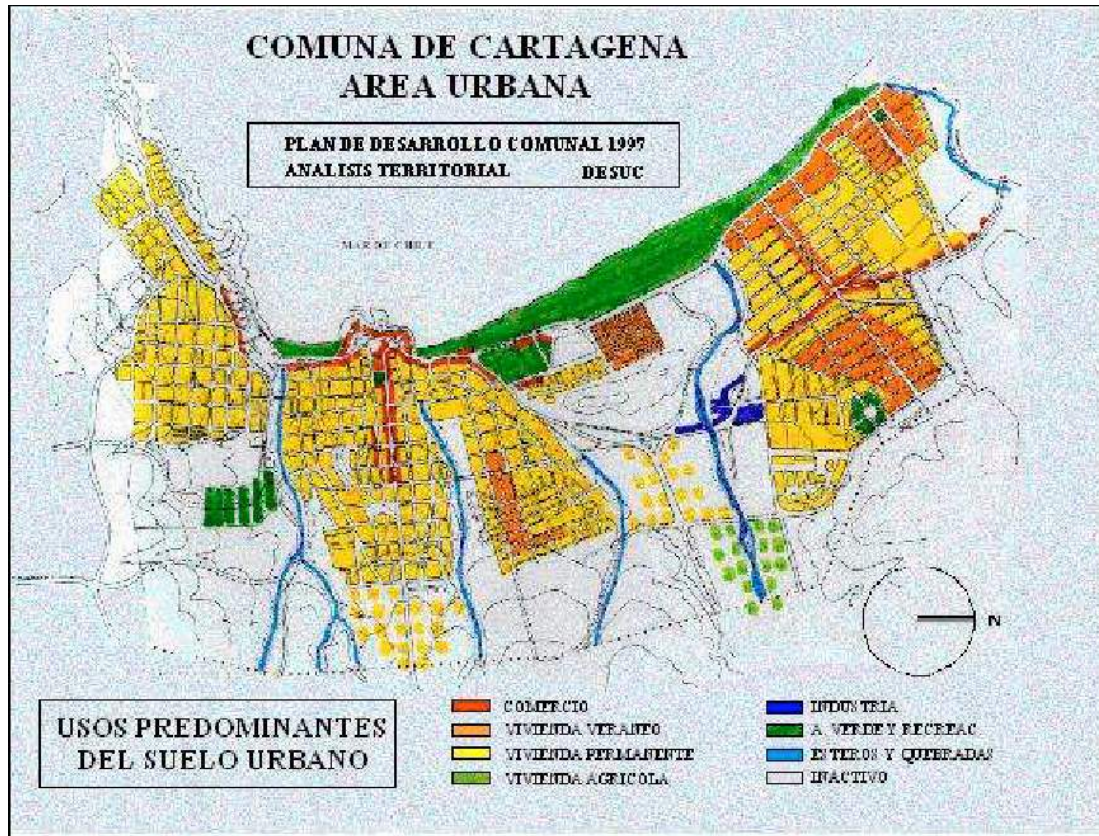 COMUNA DE CARTAGENA
AREA URBANA
PLAN DE DESARROLLO COMUNAL 1997
ANALISIS TERRITORIAL DESUC
MAR DE CHILE
N
USOS PREDOMINANTES
DEL SUELO URBANO
COMERCIO
VIVIENDA VERANEO
VIVIENDA PERMANENTE
VIVIENDA AGRICOLA
INDUSTRIA
A. VERDE Y RECREAC
ESTEROS Y QUEBRADAS
INACTIVO